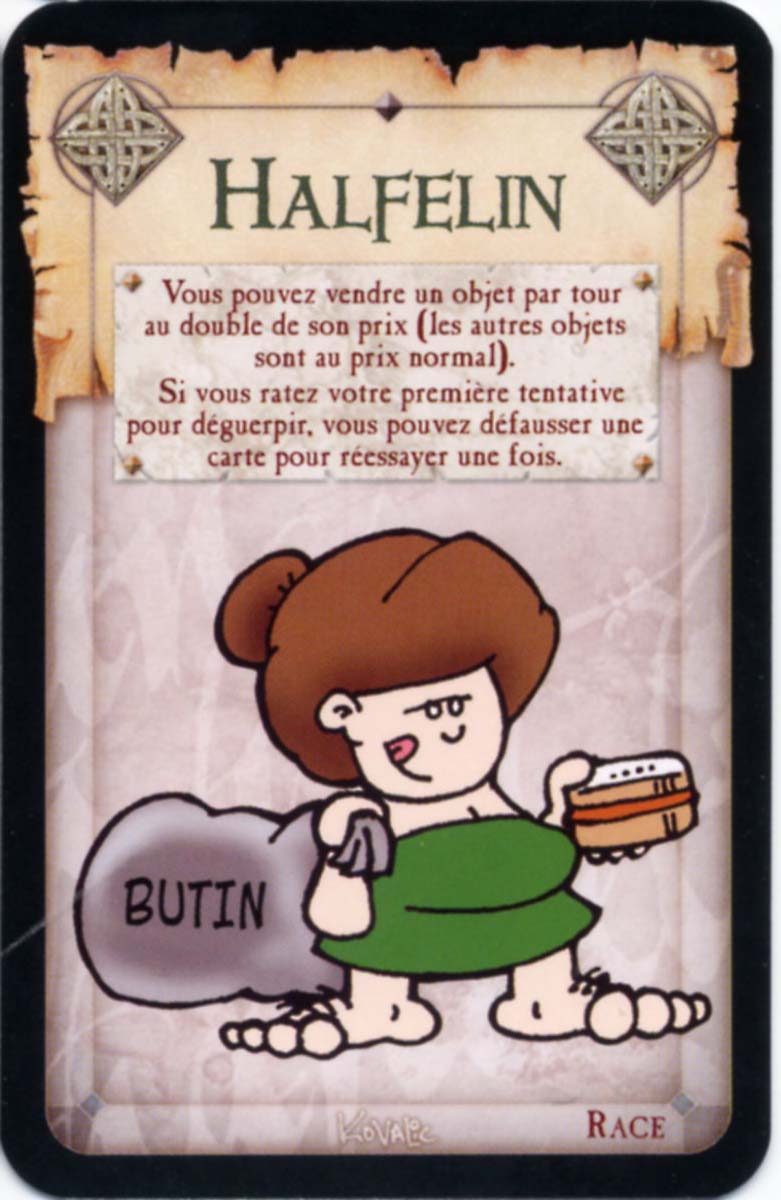 HALFELIN
Vous pouvez vendre un objet par tour
au double de son prix (les autres objets
sont au prix normal).
Si vous ratez votre première tentative
pour déguerpir, vous pouvez défausser une
carte pour réessayer une fois.
BUTIN
KOVALIC
RACE